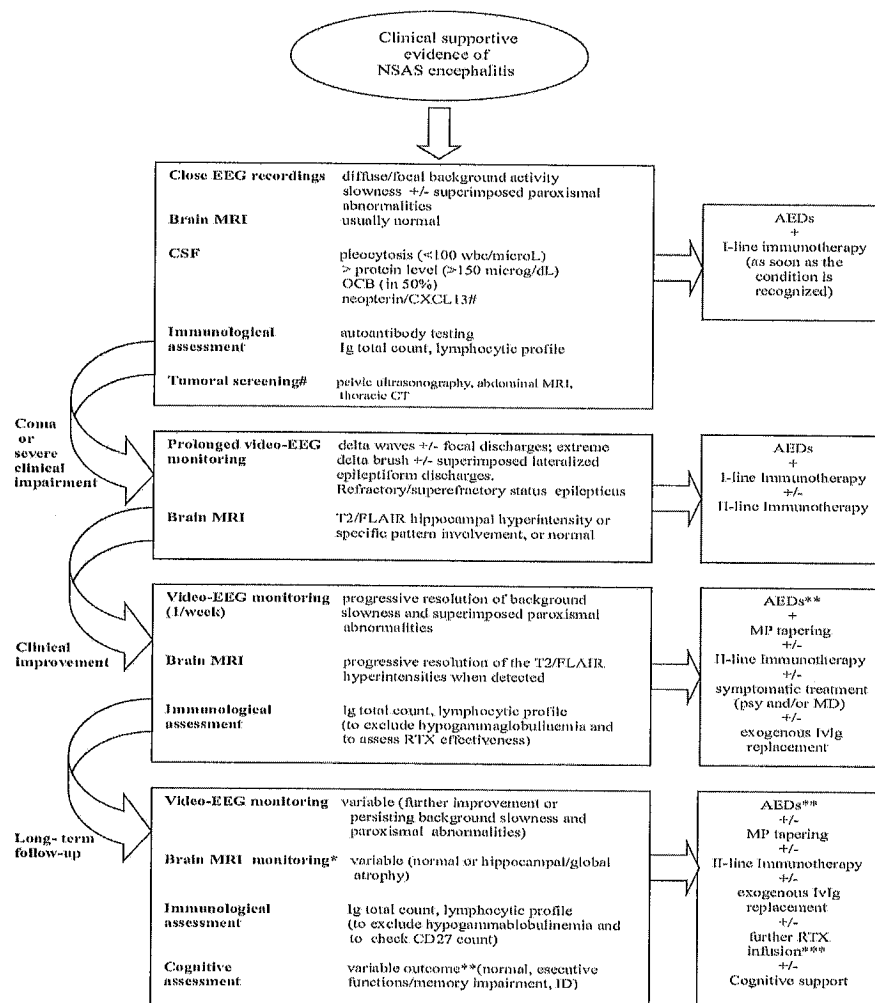 Clinical supportive
evidence of
NSAS encephalitis
Close EEG recordings diffuse/focal background activity
slowness +/- superimposed paroxismal
abnormalities
Brain MRI usually normal
CSF pleocytosis (<100 wbc/microL)
> protein level (>150 microg/dL)
OCB (in 50%)
neopterin/CXCL13#
Immunological autoantibody testing
assessment Ig total count, lymphocytic profile
Tumoral screening# pelvic ultrasonography, abdominal MRI,
thoracic CT
AEDs
+
I-line immunotherapy
(as soon as the
condition is
recognized)
Coma
or
severe
clinical
impairment
Prolonged video-EEG delta waves +/- focal discharges; extreme
monitoring delta brush +/- superimposed lateralized
epileptiform discharges.
Refractory/superefractory status epilepticus
Brain MRI T2/FLAIR hippocampal hyperintensity or
specific pattern involvement, or normal
AEDs
+
I-line Immunotherapy
+/-
II-line Immunotherapy
Clinical
improvement
Video-EEG monitoring progressive resolution of background
(1/week) slowness and superimposed paroxismal
abnormalities
Brain MRI progressive resolution of the T2/FLAIR
hyperintensities when detected
Immunological Ig total count, lymphocytic profile
assessment (to exclude hypogammaglobulinemia and
to assess RTX effectiveness)
AEDs**
+
MP tapering
+/-
II-line Immunotherapy
+/-
symptomatic treatment
(psy and/or MD)
+/-
exogenous IvIg
replacement
Long- term
follow-up
Video-EEG monitoring variable (further improvement or
persisting background slowness and
paroxismal abnormalities)
Brain MRI monitoring* variable (normal or hippocampal/global
atrophy)
Immunological Ig total count, lymphocytic profile
assessment (to exclude hypogammablobulinemia and
to check CD27 count)
Cognitive variable outcome**(normal, esecutive
assessment functions/memory impairment, ID)
AEDs**
+/-
MP tapering
+/-
II-line Immunotherapy
+/-
exogenous IvIg
replacement
+/-
further RTX
infusion***
+/-
Cognitive support